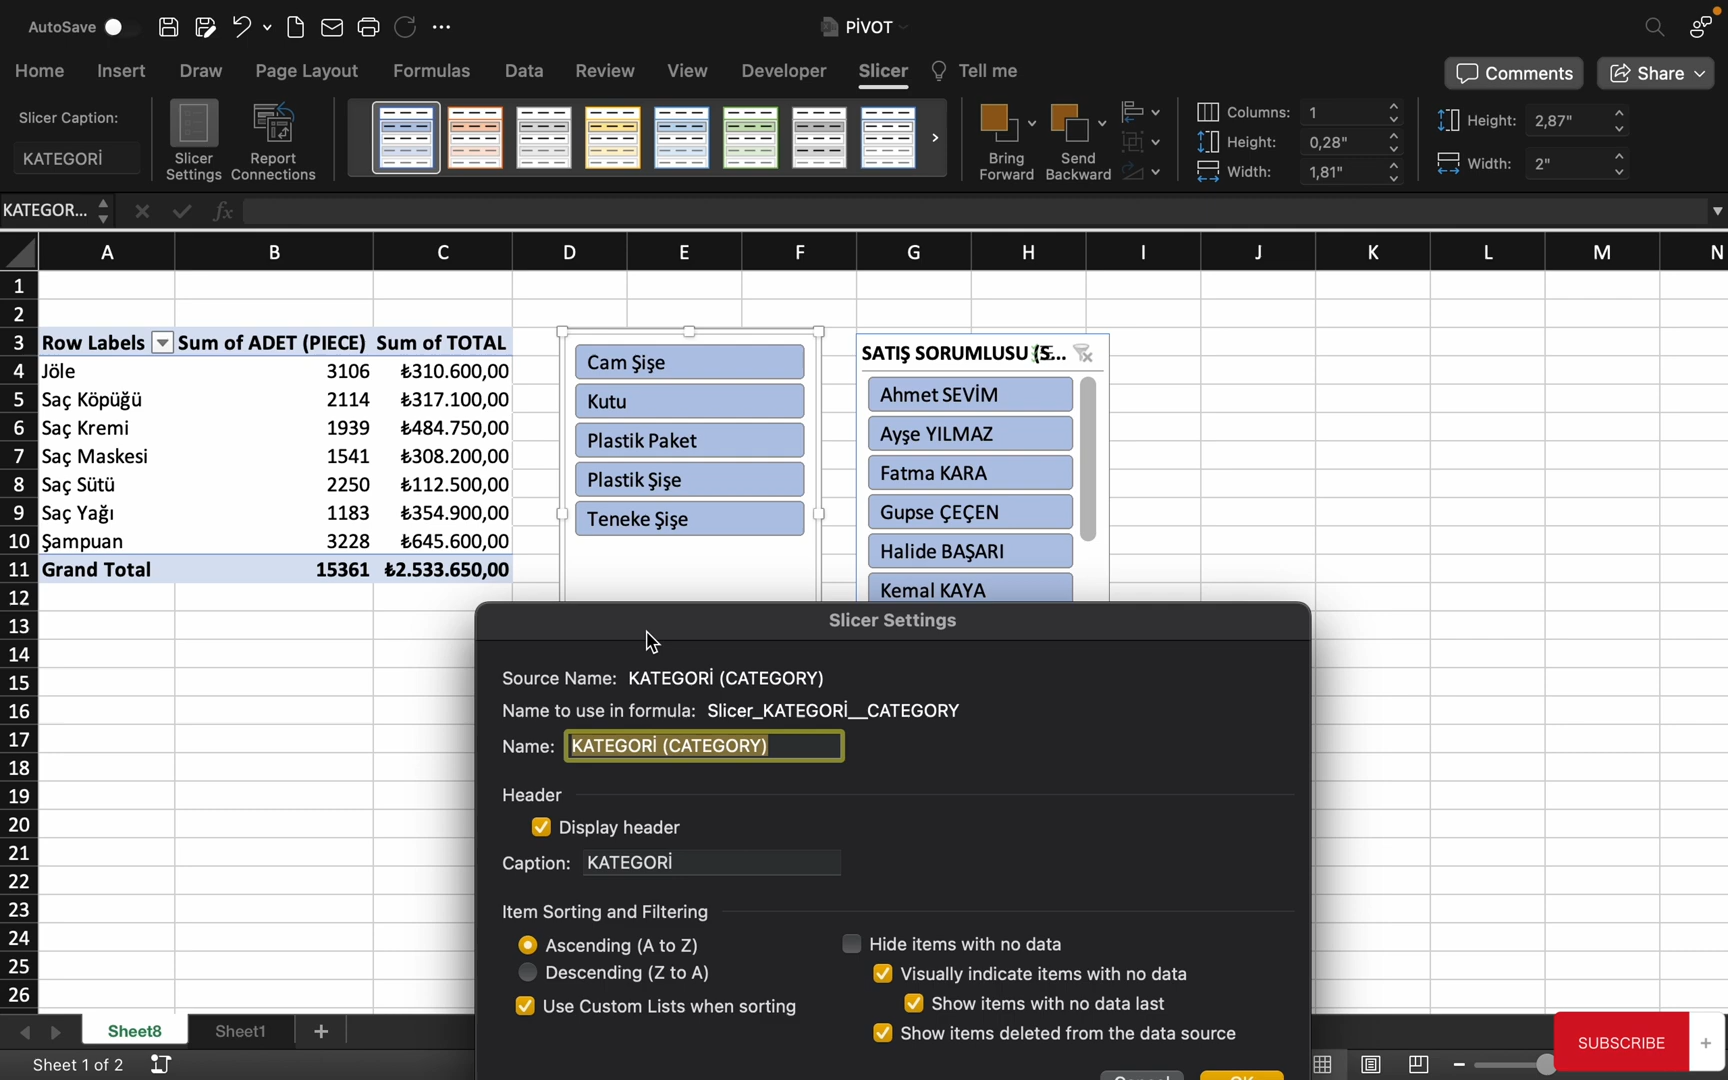 AutoSave
PİVOT
Home Insert Draw Page Layout Formulas Data Review View Developer Slicer Tell me
Comments Share
Slicer Caption:
KATEGORİ
Slicer Settings
Report Connections
Bring Forward
Send Backward
Columns: 1
Height: 0,28"
Width: 1,81"
Height: 2,87"
Width: 2"
KATEGOR... fx
A B C D E F G H I J K L M N
1
2
3 Row Labels Sum of ADET (PIECE) Sum of TOTAL
4 Jöle 3106 ₺310.600,00
5 Saç Köpüğü 2114 ₺317.100,00
6 Saç Kremi 1939 ₺484.750,00
7 Saç Maskesi 1541 ₺308.200,00
8 Saç Sütü 2250 ₺112.500,00
9 Saç Yağı 1183 ₺354.900,00
10 Şampuan 3228 ₺645.600,00
11 Grand Total 15361 ₺2.533.650,00
12
13
14
15
16
17
18
19
20
21
22
23
24
25
26
Cam Şişe
Kutu
Plastik Paket
Plastik Şişe
Teneke Şişe
SATIŞ SORUMLUSU (S...
Ahmet SEVİM
Ayşe YILMAZ
Fatma KARA
Gupse ÇEÇEN
Halide BAŞARI
Kemal KAYA
Slicer Settings
Source Name: KATEGORİ (CATEGORY)
Name to use in formula: Slicer_KATEGORİ__CATEGORY
Name: KATEGORİ (CATEGORY)
Header
Display header
Caption: KATEGORİ
Item Sorting and Filtering
Ascending (A to Z)
Descending (Z to A)
Use Custom Lists when sorting
Hide items with no data
Visually indicate items with no data
Show items with no data last
Show items deleted from the data source
Cancel OK
Sheet8 Sheet1 +
Sheet 1 of 2
SUBSCRIBE +